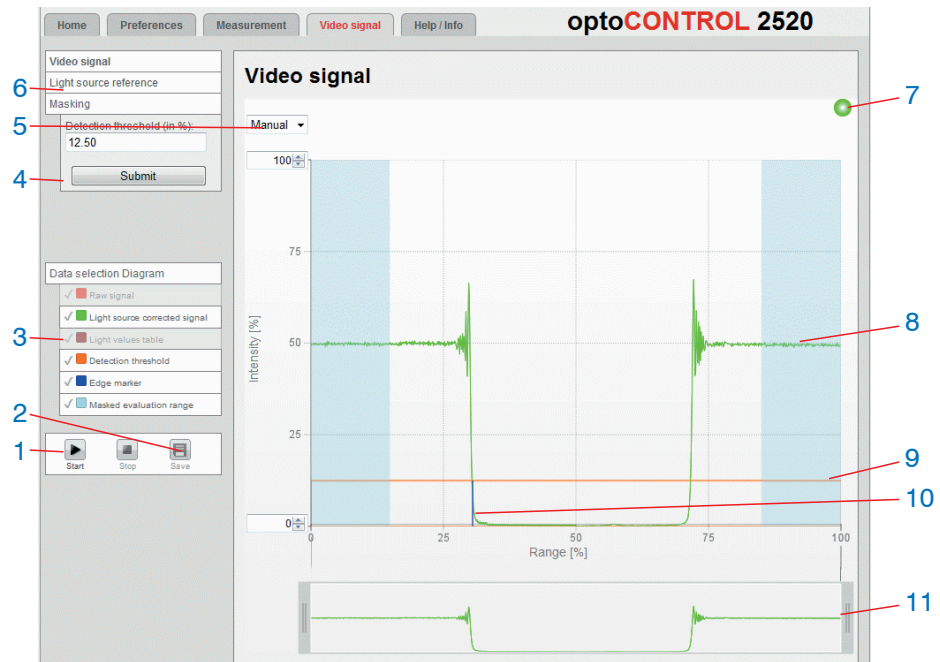 Home Preferences Measurement Video signal Help / Info
optoCONTROL 2520
Video signal
Light source reference
Masking
Detection threshold (in %):
12.50
Submit
Data selection Diagram
Raw signal
Light source corrected signal
Light values table
Detection threshold
Edge marker
Masked evaluation range
Start Stop Save
6
5
4
3
2
1
Video signal
Manual
100
75
50
25
0
Intensity [%]
0 25 50 75 100
Range [%]
7
8
9
10
11